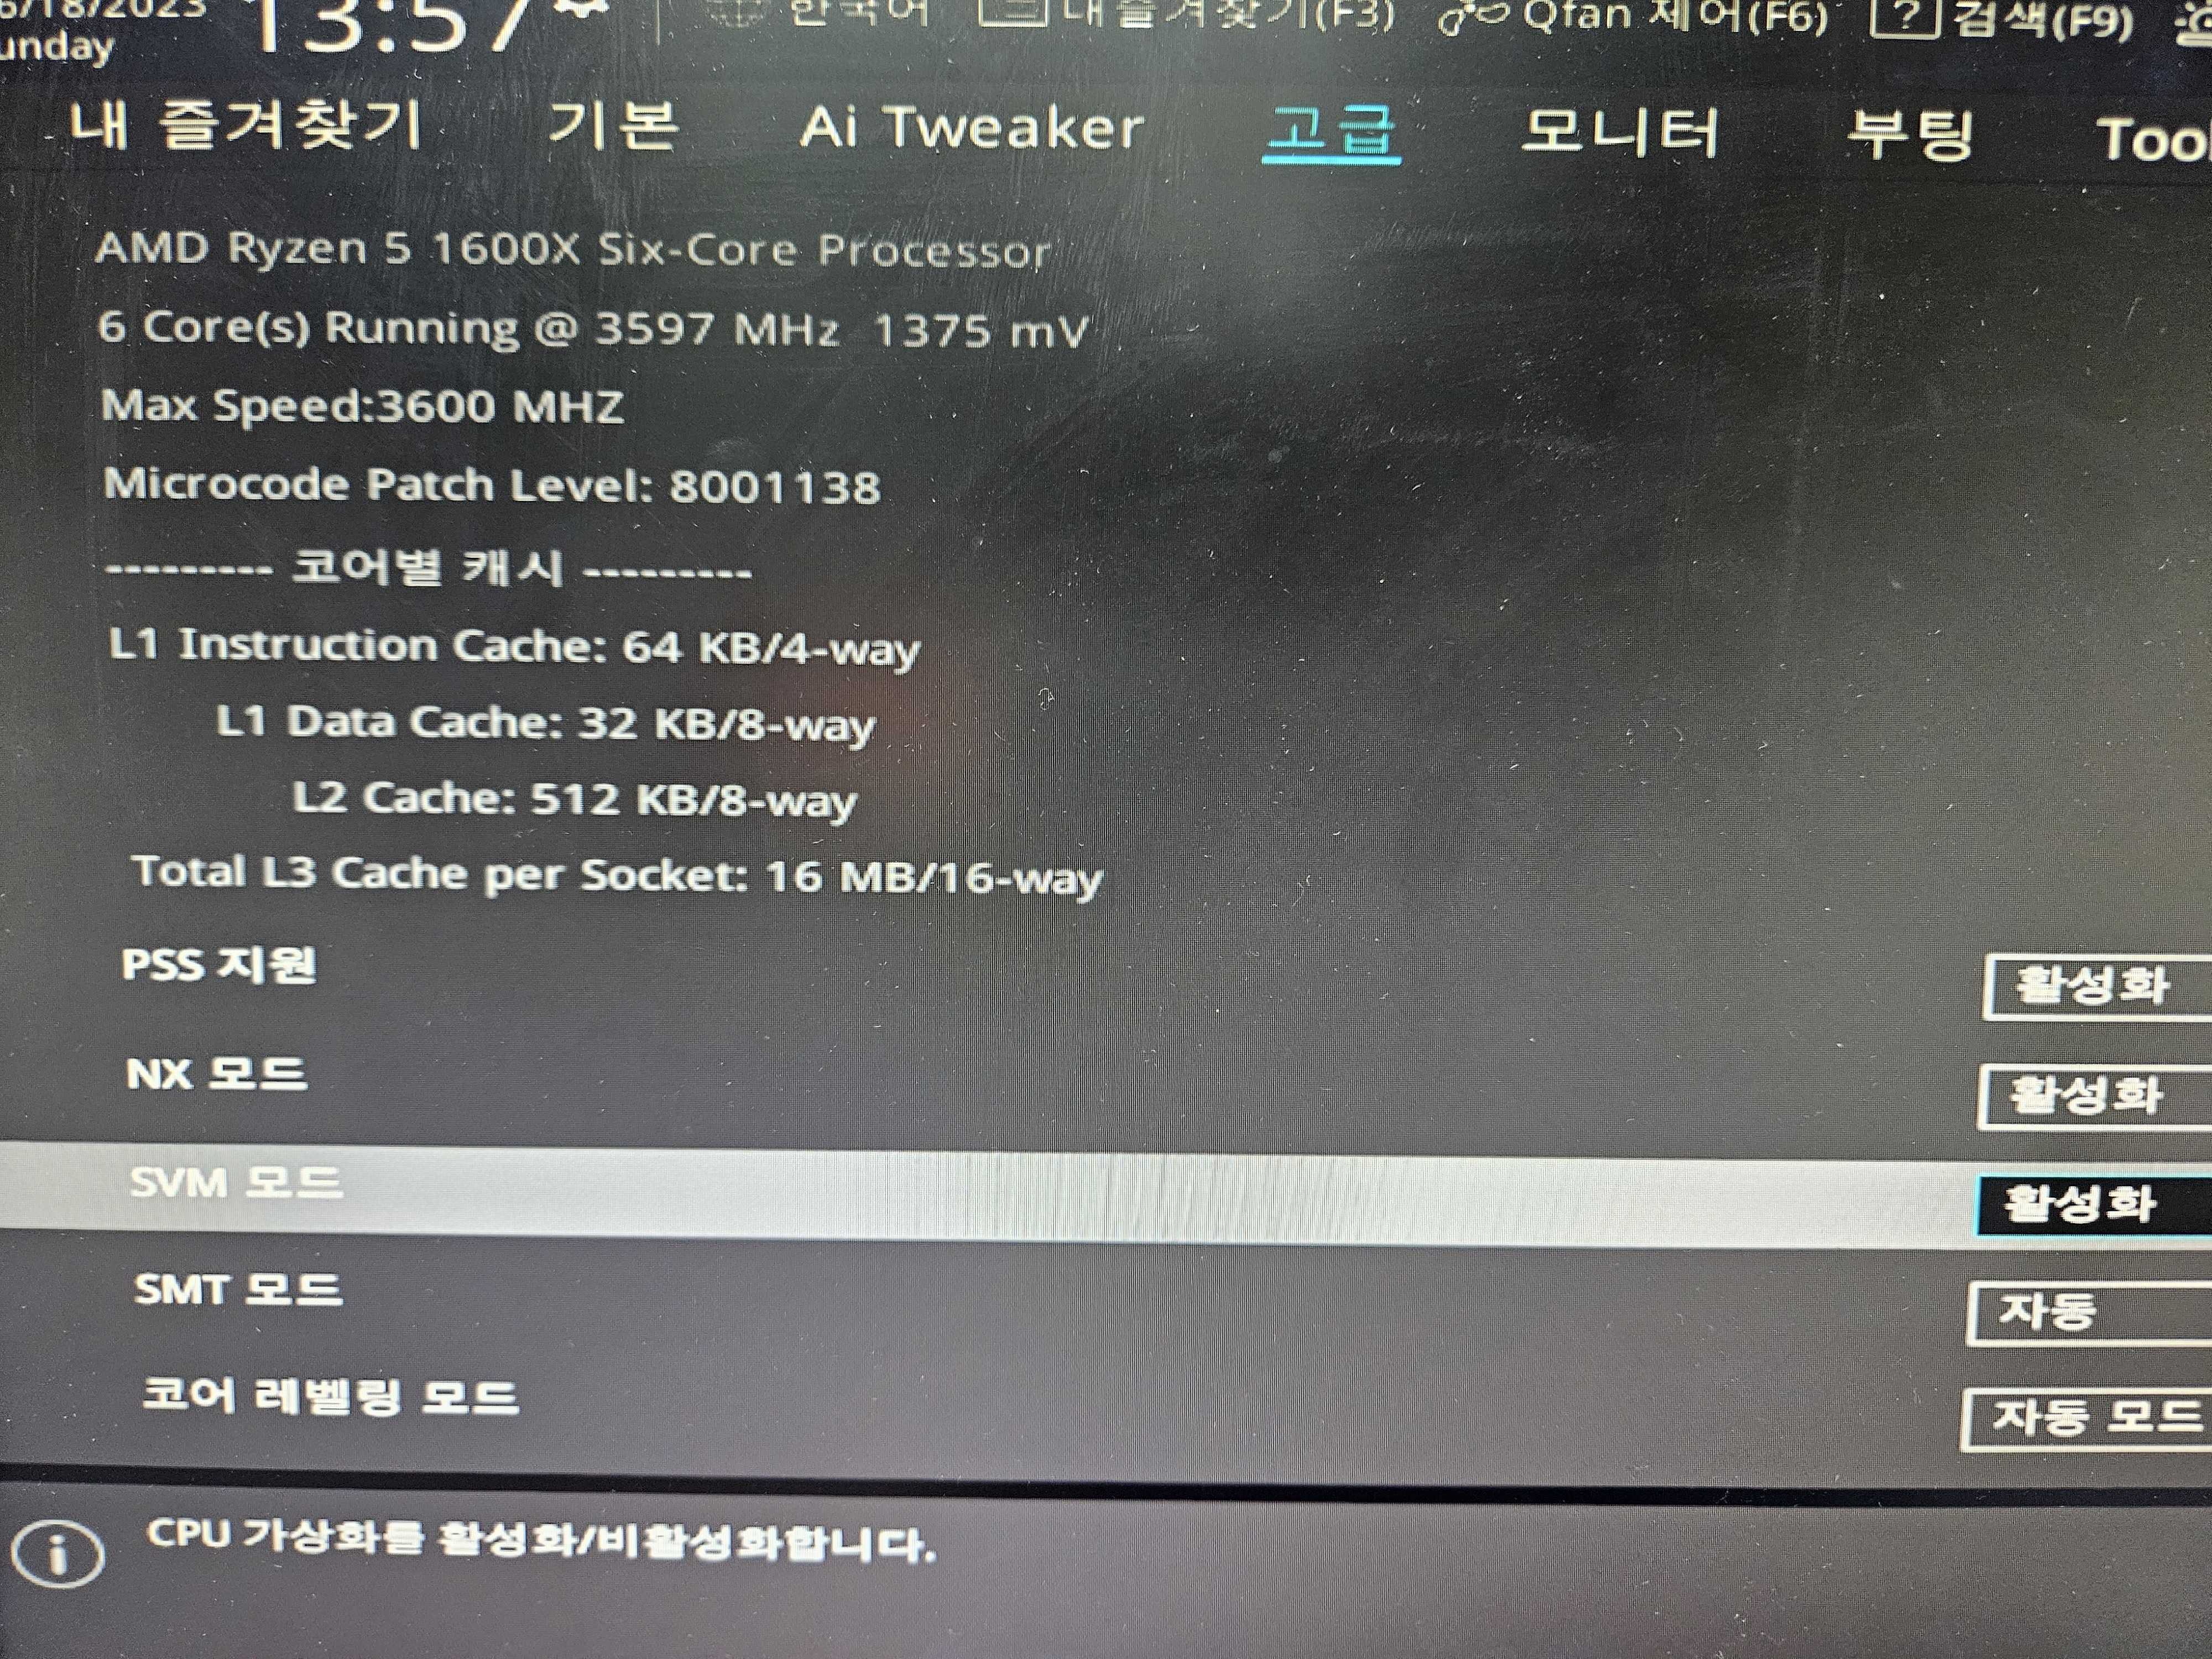 6/18/2023
unday
13:57
한국어
내 즐겨찾기(F3)
Qfan 제어(F6)
? 검색(F9)
내 즐겨찾기 기본 Ai Tweaker 고급 모니터 부팅 Tool
AMD Ryzen 5 1600X Six-Core Processor
6 Core(s) Running @ 3597 MHz 1375 mV
Max Speed:3600 MHZ
Microcode Patch Level: 8001138
--------- 코어별 캐시 ---------
L1 Instruction Cache: 64 KB/4-way
L1 Data Cache: 32 KB/8-way
L2 Cache: 512 KB/8-way
Total L3 Cache per Socket: 16 MB/16-way
PSS 지원 활성화
NX 모드 활성화
SVM 모드 활성화
SMT 모드 자동
코어 레벨링 모드 자동 모드
i CPU 가상화를 활성화/비활성화합니다.